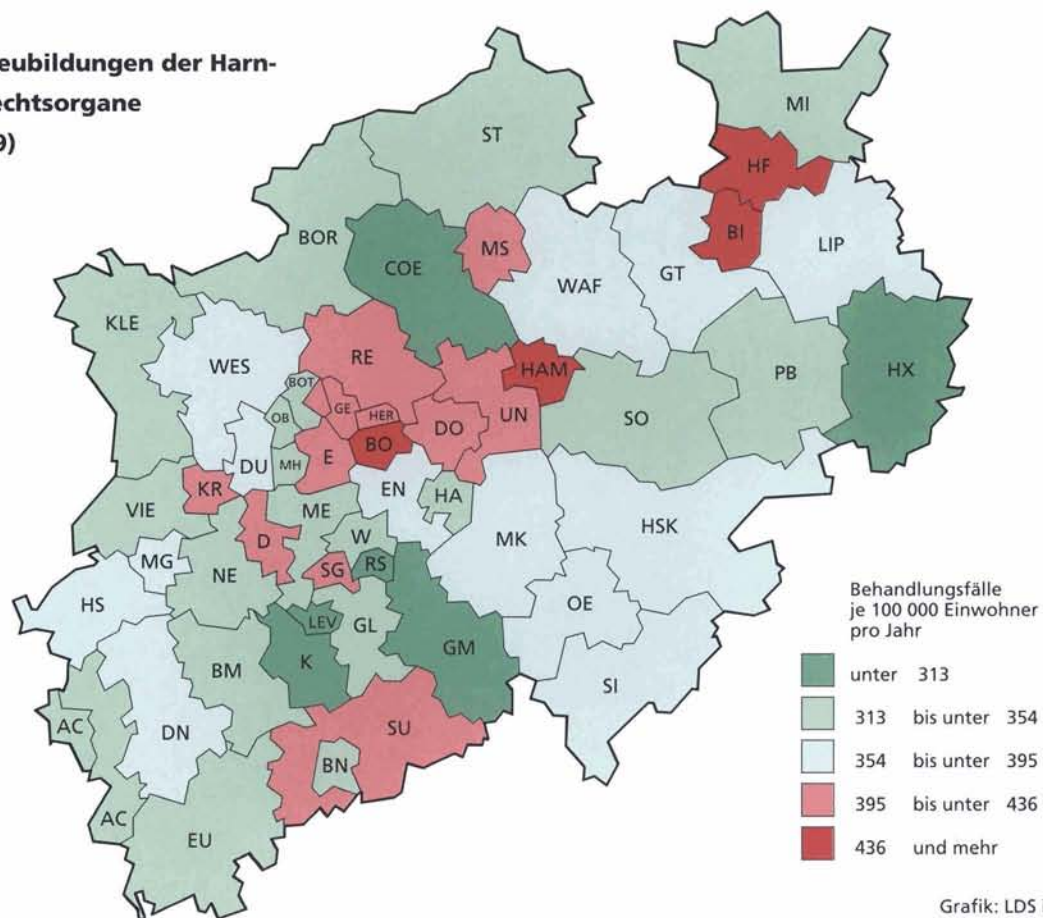 eubildungen der Harn-
echtsorgane
9)
MI
ST
HF
BI
LIP
BOR
MS
COE
WAF
GT
KLE
HX
WES
RE
HAM
PB
BOT
GE
HER
OB
UN
SO
DO
BO
E
DU
MH
KR
EN
HA
VIE
ME
HSK
W
MK
D
MG
SG
RS
NE
HS
OE
LEV
GL
K
GM
BM
SI
AC
DN
SU
BN
AC
EU
Behandlungsfälle
je 100 000 Einwohner
pro Jahr
unter 313
313 bis unter 354
354 bis unter 395
395 bis unter 436
436 und mehr
Grafik: LDS